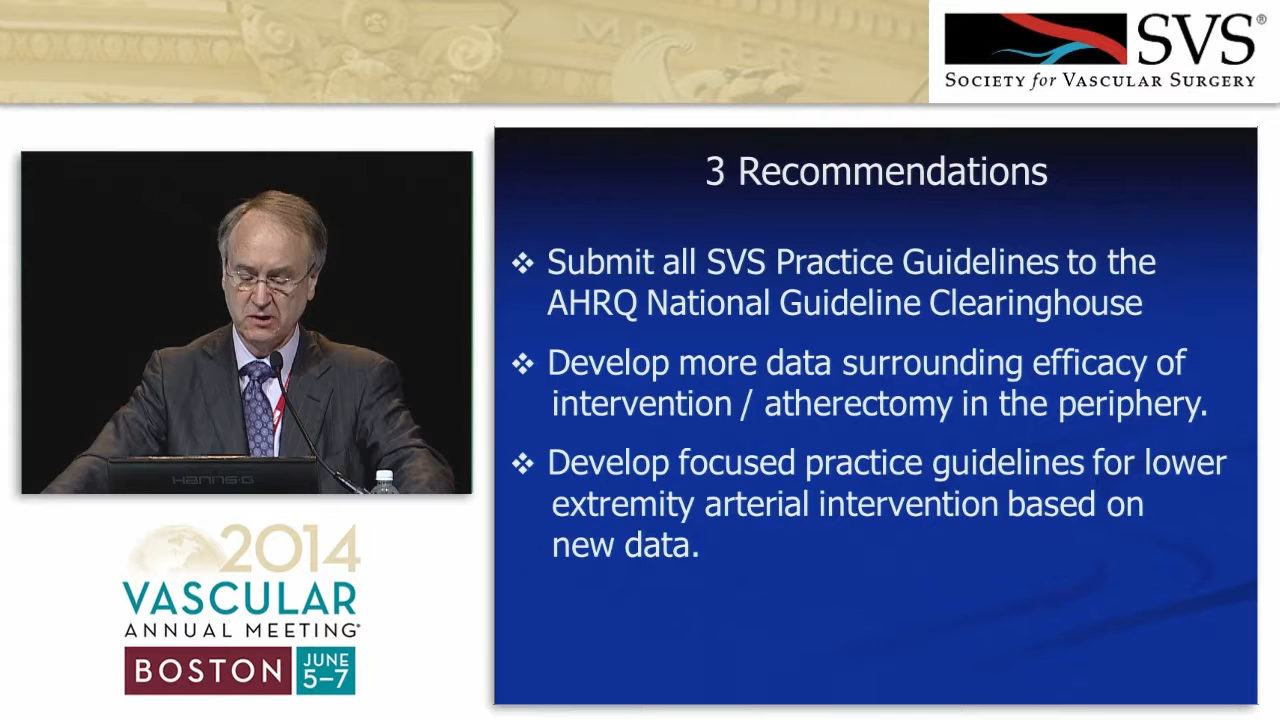 SVS®
SOCIETY for VASCULAR SURGERY
3 Recommendations
❖ Submit all SVS Practice Guidelines to the
AHRQ National Guideline Clearinghouse
❖ Develop more data surrounding efficacy of
intervention / atherectomy in the periphery.
❖ Develop focused practice guidelines for lower
extremity arterial intervention based on
new data.
HANNS-G
2014
VASCULAR
ANNUAL MEETING®
BOSTON
JUNE
5–7